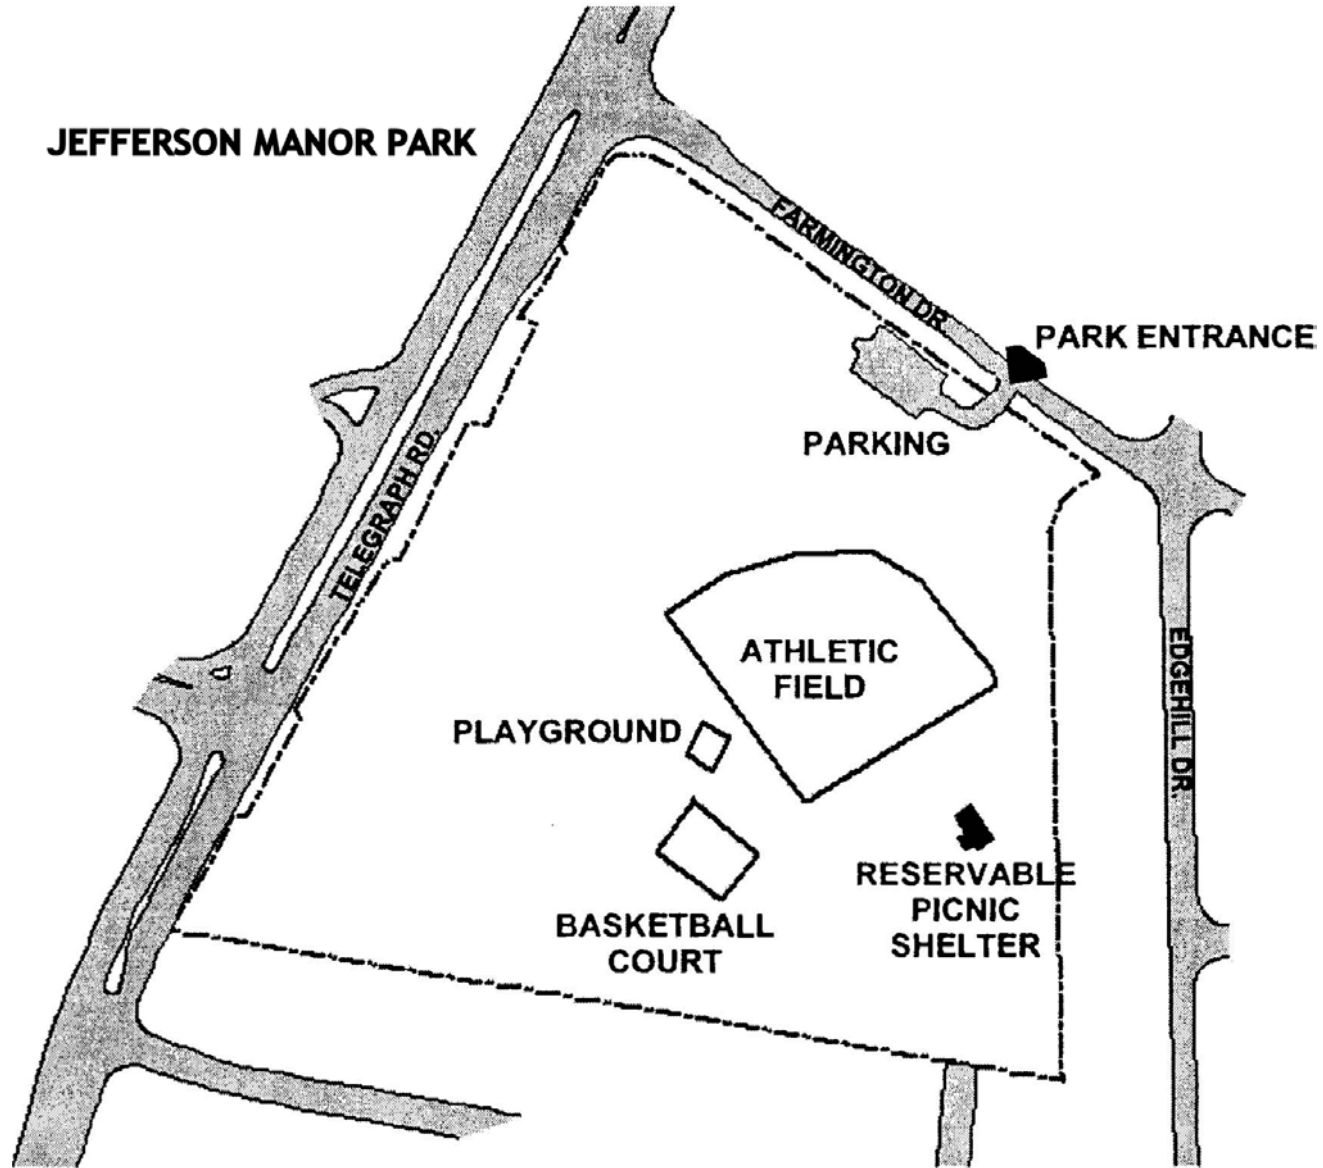 JEFFERSON MANOR PARK
FARMINGTON DR
PARK ENTRANCE
PARKING
TELEGRAPH RD.
ATHLETIC
FIELD
EDGEHILL DR.
PLAYGROUND
RESERVABLE
PICNIC
SHELTER
BASKETBALL
COURT